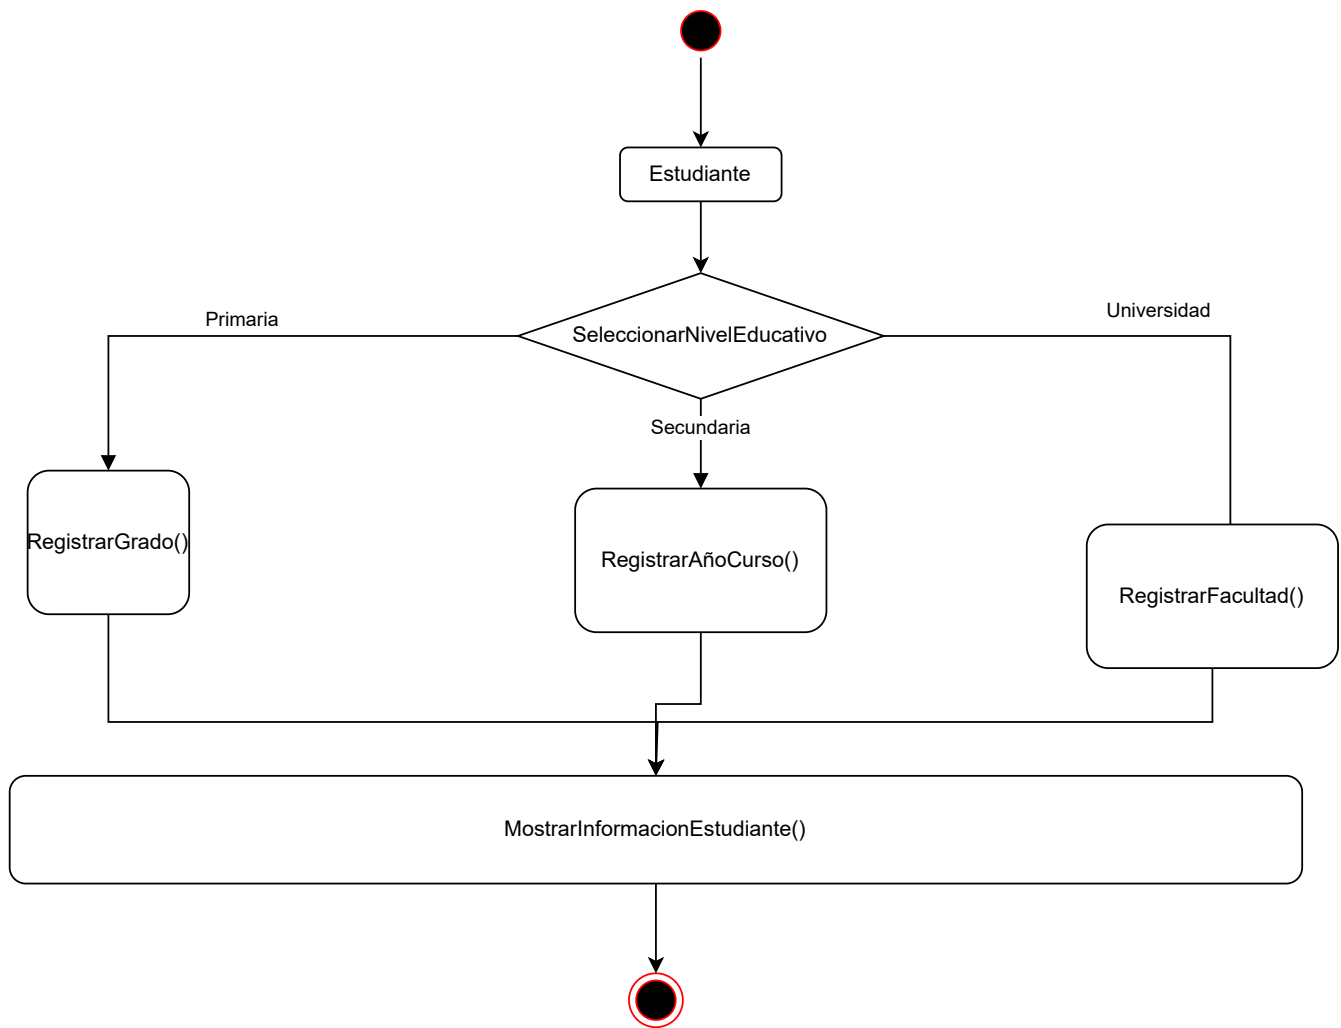 Estudiante
SeleccionarNivelEducativo
Primaria
Universidad
Secundaria
RegistrarGrado()
RegistrarAñoCurso()
RegistrarFacultad()
MostrarInformacionEstudiante()